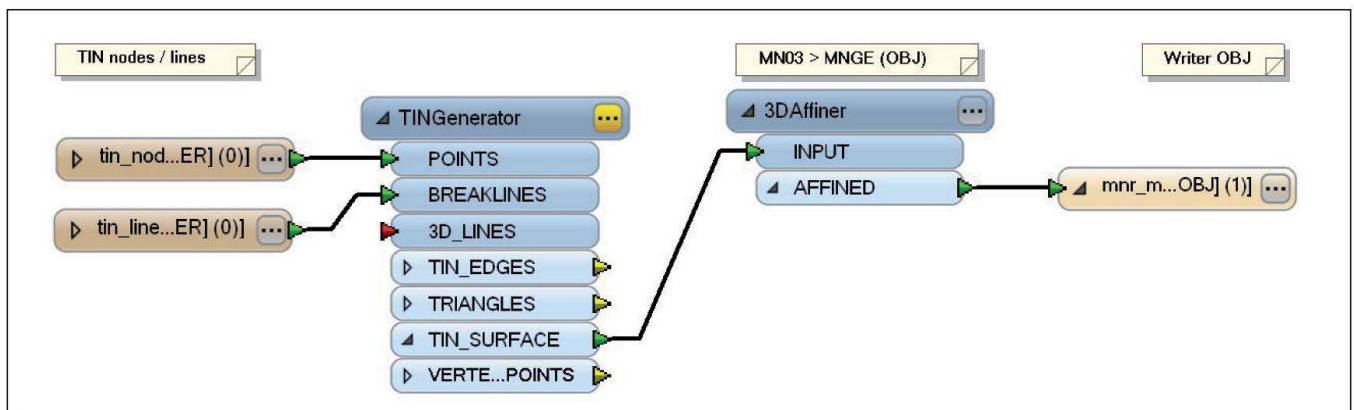 TIN nodes / lines
MN03 > MNGE (OBJ)
Writer OBJ
TINGenerator
3DAffiner
tin_nod...ER] (0)]
POINTS
INPUT
BREAKLINES
AFFINED
mnr_m...OBJ] (1)]
tin_line...ER] (0)]
3D_LINES
TIN_EDGES
TRIANGLES
TIN_SURFACE
VERTE...POINTS